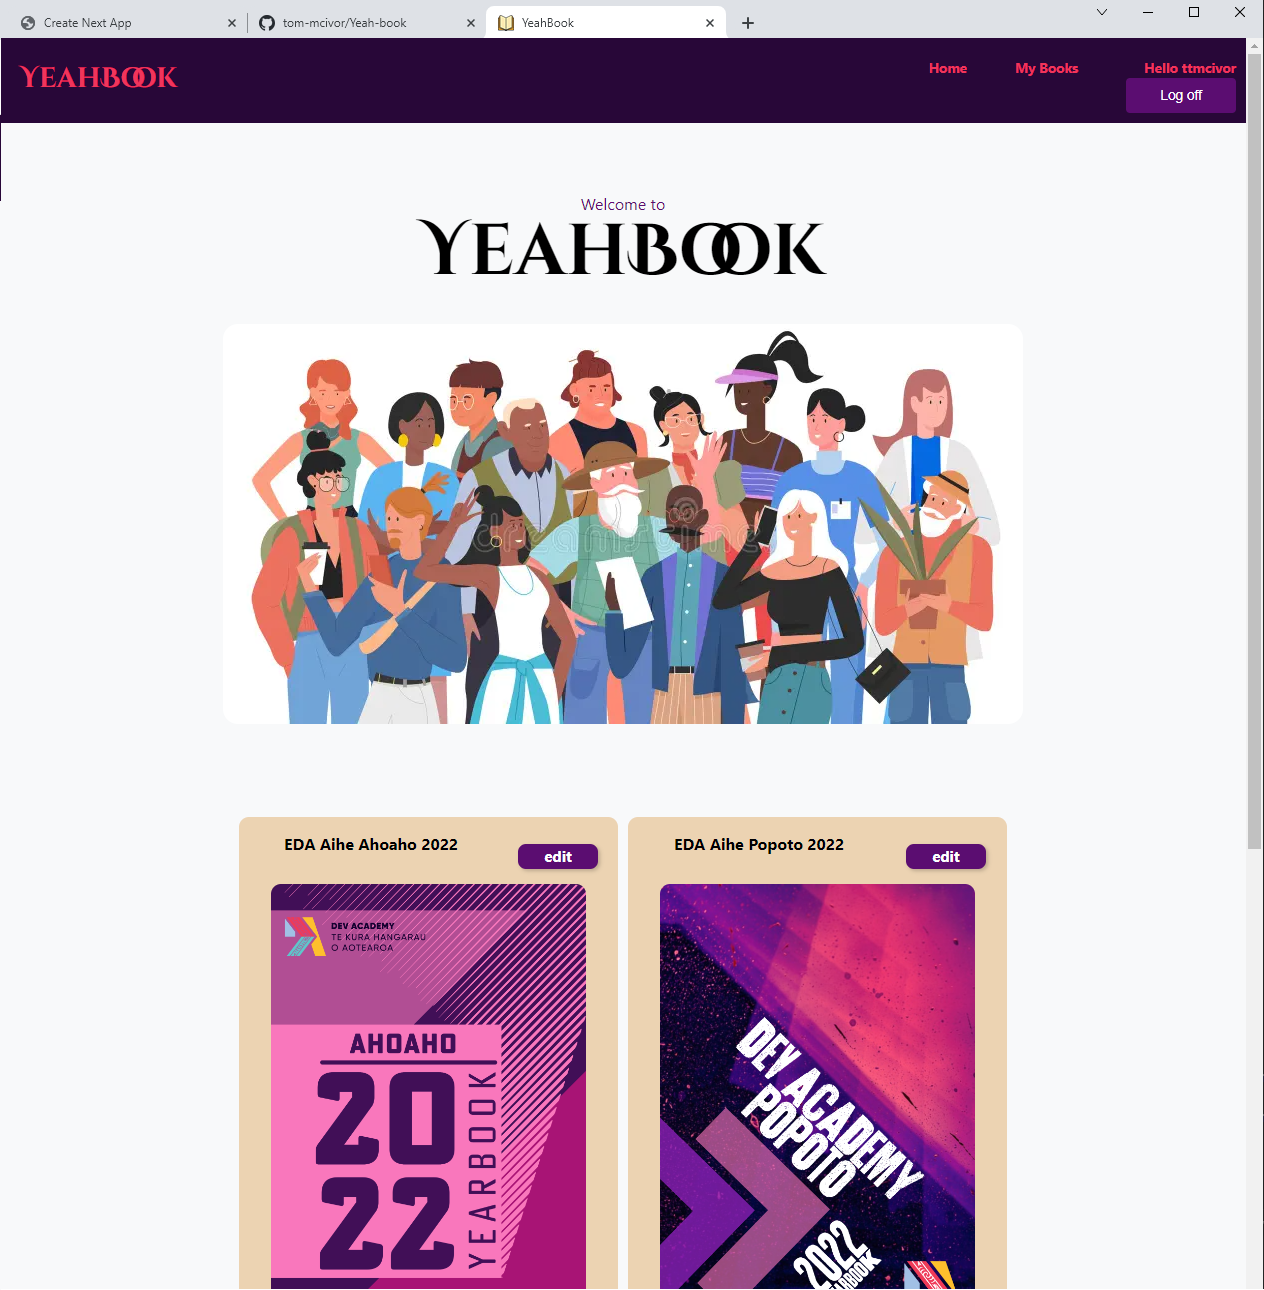 Create Next App
tom-mcivor/Yeah-book
YeahBook
YEAHBOOK
Home
My Books
Hello ttmcivor
Log off
Welcome to
YEAHBOOK
dreamstime
EDA Aihe Ahoaho 2022
edit
DEV ACADEMY
TE KURA HANGARAU
O AOTEAROA
AHOAHO
2022
YEARBOOK
EDA Aihe Popoto 2022
edit
DEV ACADEMY
POPOTO
2022
YEARBOOK